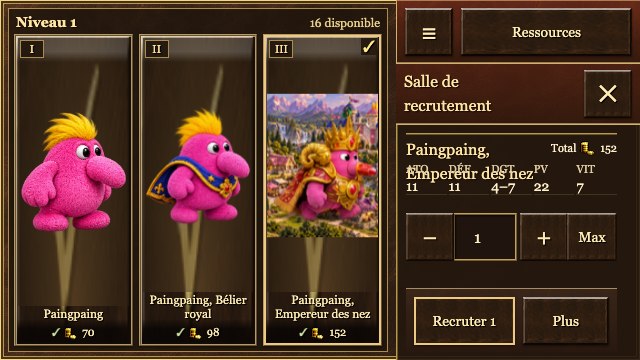 Niveau 1
16 disponible
I
II
III
Paingpaing
70
Paingpaing, Bélier
royal
98
Paingpaing,
Empereur des nez
152
Ressources
Salle de
recrutement
Paingpaing,
Empereur des nez
Total 152
ATQ DÉF DGT PV VIT
11 11 4–7 22 7
1
Max
Recruter 1
Plus